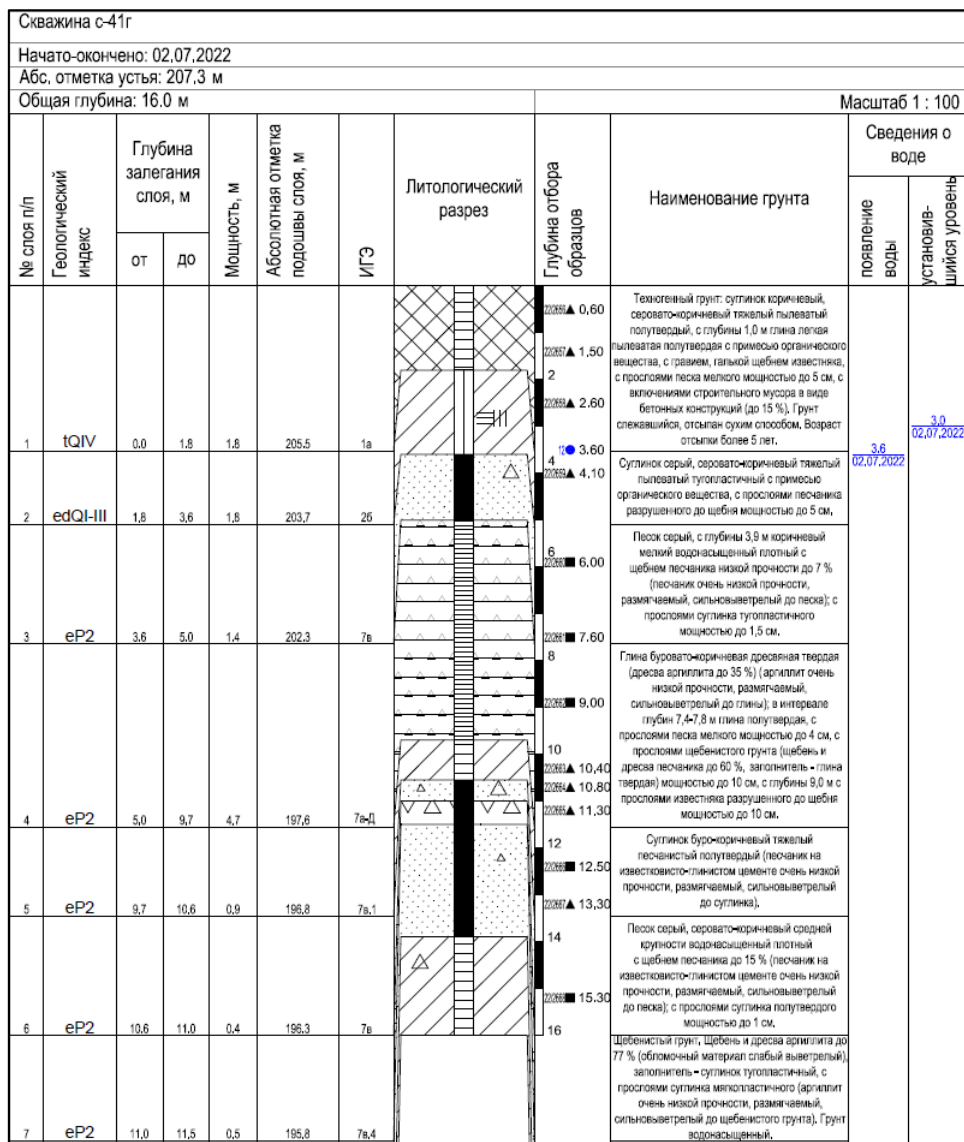 Скважина с-41г
Начато-окончено: 02,07,2022
Абс. отметка устья: 207,3 м
Общая глубина: 16.0 м
Масштаб 1 : 100
№ слоя п/п
Геологический
индекс
Глубина
залегания
слоя, м
от
до
Мощность, м
Абсолютная отметка
подошвы слоя, м
ИГЭ
Литологический
разрез
Глубина отбора
образцов
Наименование грунта
Сведения о
воде
появление
воды
установив-
шийся уровень
1 tQIV 0.0 1.8 1.8 205.5 1а
Техногенный грунт: суглинок коричневый,
серовато-коричневый тяжелый пылеватый
полутвердый, с глубины 1,0 м глина легкая
пылеватая полутвердая с примесью органического
вещества, с гравием, галькой щебнем известняка,
с прослоями песка мелкого мощностью до 5 см, с
включениями строительного мусора в виде
бетонных конструкций (до 15 %). Грунт
слежавшийся, отсыпан сухим способом, Возраст
отсыпки более 5 лет.
2 edQI-III 1,8 3,6 1,8 203,7 2б
Суглинок серый, серовато-коричневый тяжелый
пылеватый тугопластичный с примесью
органического вещества, с прослоями песчаника
разрушенного до щебня мощностью до 5 см,
3 eP2 3.6 5.0 1.4 202.3 7в
Песок серый, с глубины 3,9 м коричневый
мелкий водонасыщенный плотный с
щебнем песчаника низкой прочности до 7 %
(песчаник очень низкой прочности,
размягчаемый, сильновыветрелый до песка); с
прослоями суглинка тугопластичного
мощностью до 1,5 см.
4 eP2 5,0 9,7 4,7 197,6 7а-Д
Глина буровато-коричневая дресвяная твердая
(дресва аргиллита до 35 %) (аргиллит очень
низкой прочности, размягчаемый,
сильновыветрелый до глины); в интервале
глубин 7,4-7,8 м глина полутвердая, с
прослоями песка мелкого мощностью до 4 см, с
прослоями щебенистого грунта (щебень и
дресва песчаника до 60 %, заполнитель - глина
твердая) мощностью до 10 см, с глубины 9,0 м с
прослоями известняка разрушенного до щебня
мощностью до 10 см.
5 eP2 9,7 10,6 0,9 196,8 7в,1
Суглинок буро-коричневый тяжелый
песчанистый полутвердый (песчаник на
известковисто-глинистом цементе очень низкой
прочности, размягчаемый, сильновыветрелый
до суглинка),
6 eP2 10,6 11,0 0,4 196,3 7в
Песок серый, серовато-коричневый средней
крупности водонасыщенный плотный
с щебнем песчаника до 15 % (песчаник на
известковисто-глинистом цементе очень низкой
прочности, размягчаемый, сильновыветрелый
до песка); с прослоями суглинка полутвердого
мощностью до 1 см,
7 eP2 11,0 11,5 0,5 195,8 7в,4
Щебенистый грунт, Щебень и дресва аргиллита до
77 % (обломочный материал слабый выветрелый),
заполнитель - суглинок тугопластичный, с
прослоями суглинка мягкопластичного (аргиллит
очень низкой прочности, размягчаемый,
сильновыветрелый до щебенистого грунта). Грунт
водонасыщенный.
0,60
1,50
2
2.60
3.60
4
4,10
6
6,00
7.60
8
9,00
10
10,40
10.80
11,30
12
12.50
13,30
14
15.30
16
3,6
02,07,2022
3,0
02,07,2022